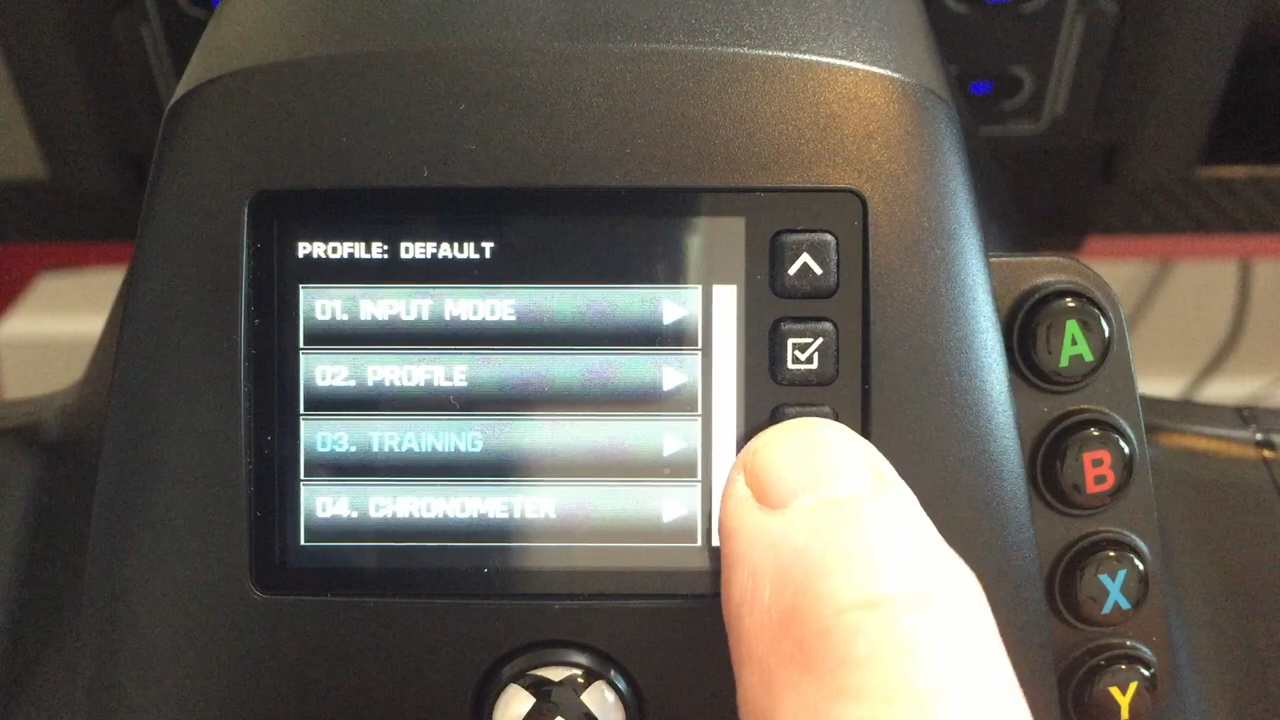 PROFILE: DEFAULT
01. INPUT MODE
02. PROFILE
03. TRAINING
04. CHRONOMETER
A
B
X
Y